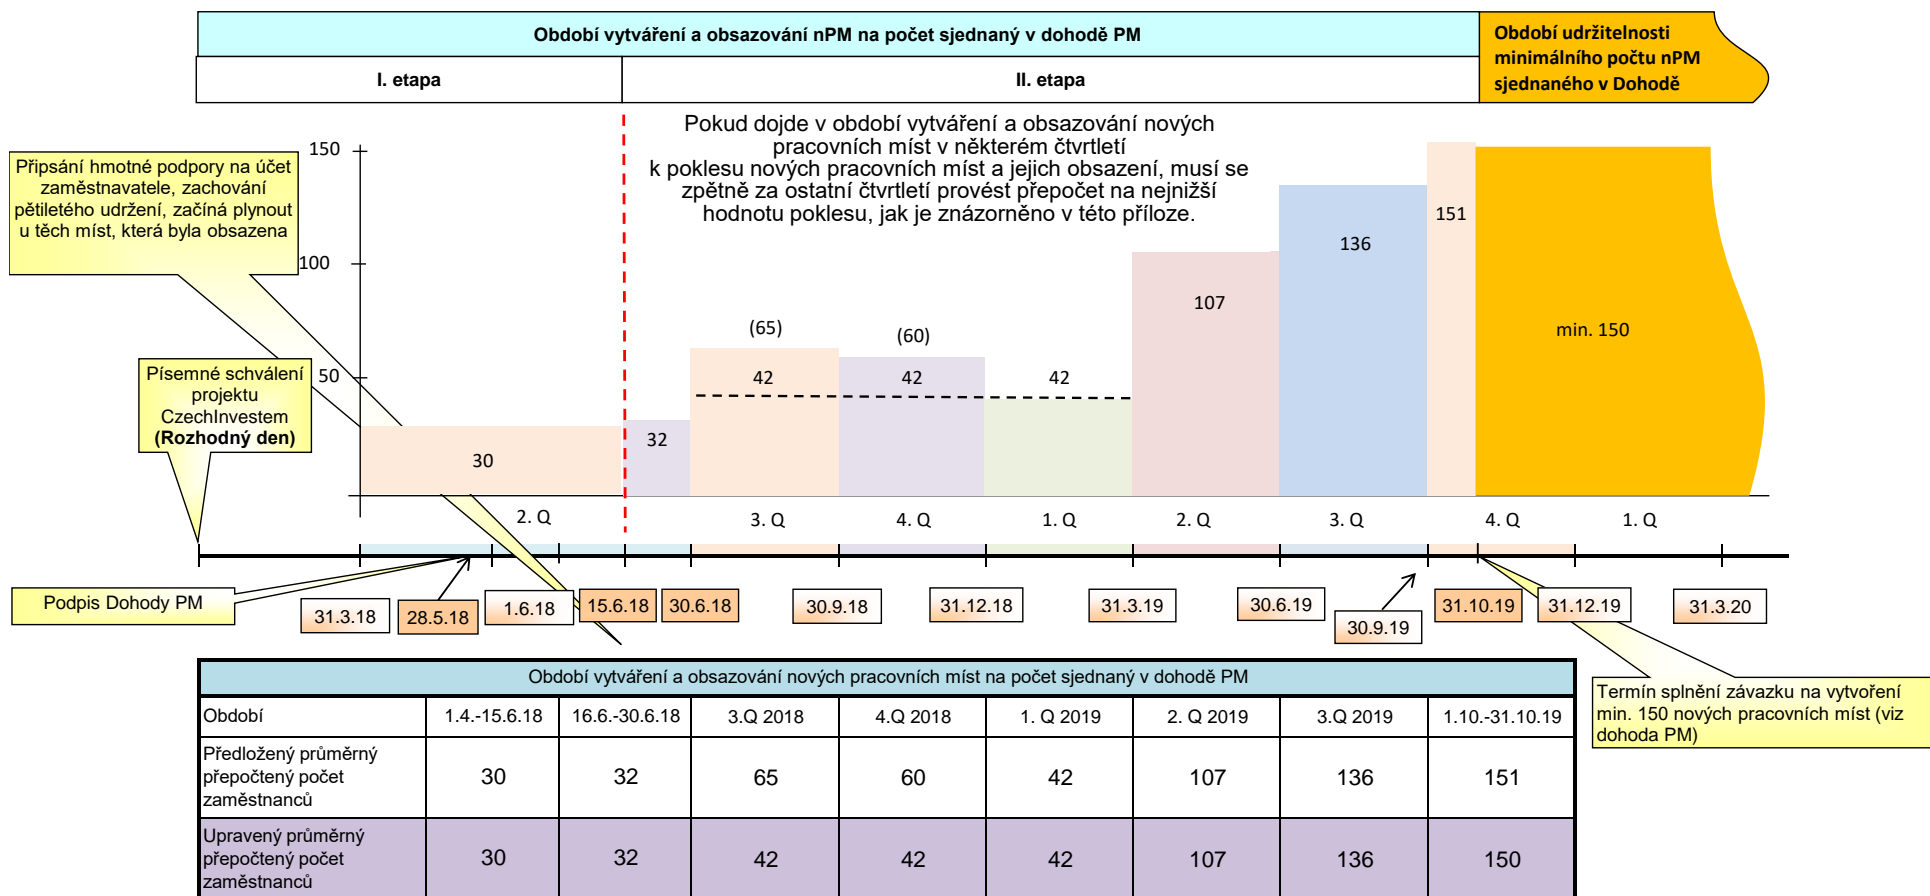 Období vytváření a obsazování nPM na počet sjednaný v dohodě PM
I. etapa
II. etapa
Období udržitelnosti
minimálního počtu nPM
sjednaného v Dohodě
Pokud dojde v období vytváření a obsazování nových
pracovních míst v některém čtvrtletí
k poklesu nových pracovních míst a jejich obsazení, musí se
zpětně za ostatní čtvrtletí provést přepočet na nejnižší
hodnotu poklesu, jak je znázorněno v této příloze.
Připsání hmotné podpory na účet
zaměstnavatele, zachování
pětiletého udržení, začíná plynout
u těch míst, která byla obsazena
Písemné schválení
projektu
CzechInvestem
(Rozhodný den)
150
100
50
30
32
(65)
42
(60)
42
42
107
136
151
min. 150
2. Q
3. Q
4. Q
1. Q
2. Q
3. Q
4. Q
1. Q
Podpis Dohody PM
31.3.18
28.5.18
1.6.18
15.6.18
30.6.18
30.9.18
31.12.18
31.3.19
30.6.19
30.9.19
31.10.19
31.12.19
31.3.20
Termín splnění závazku na vytvoření
min. 150 nových pracovních míst (viz
dohoda PM)
Období vytváření a obsazování nových pracovních míst na počet sjednaný v dohodě PM
Období 1.4.-15.6.18 16.6.-30.6.18 3.Q 2018 4.Q 2018 1. Q 2019 2. Q 2019 3.Q 2019 1.10.-31.10.19
Předložený průměrný
přepočtený počet
zaměstnanců
30 32 65 60 42 107 136 151
Upravený průměrný
přepočtený počet
zaměstnanců
30 32 42 42 42 107 136 150